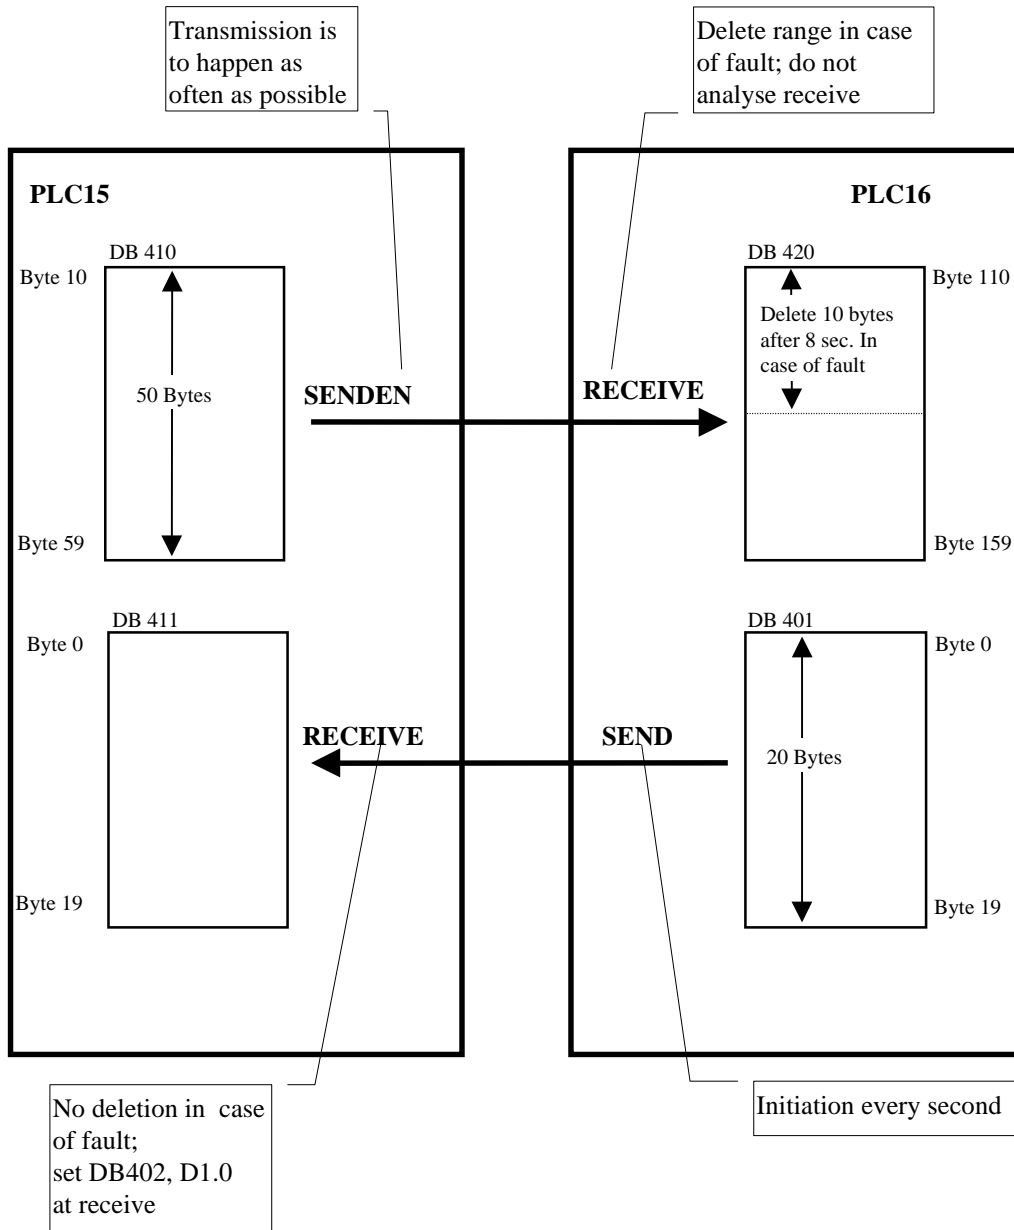 Transmission is
to happen as
often as possible
Delete range in case
of fault; do not
analyse receive
PLC15
PLC16
DB 410
Byte 10
50 Bytes
Byte 59
SENDEN
RECEIVE
DB 420
Byte 110
Delete 10 bytes
after 8 sec. In
case of fault
Byte 159
DB 411
Byte 0
Byte 19
RECEIVE
SEND
DB 401
Byte 0
20 Bytes
Byte 19
No deletion in case
of fault;
set DB402, D1.0
at receive
Initiation every second